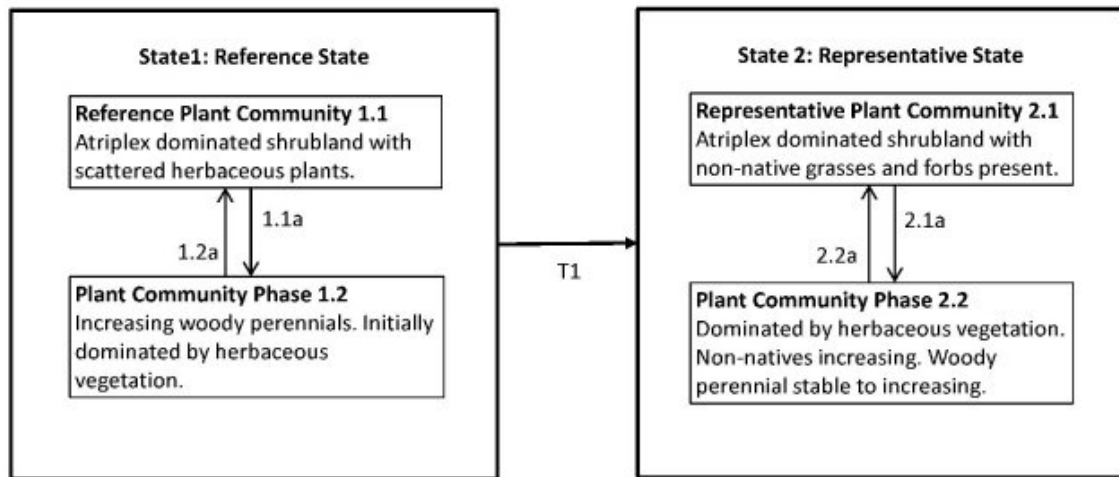 State1: Reference State
Reference Plant Community 1.1
Atriplex dominated shrubland with
scattered herbaceous plants.
1.1a
1.2a
Plant Community Phase 1.2
Increasing woody perennials. Initially
dominated by herbaceous
vegetation.
T1
State 2: Representative State
Representative Plant Community 2.1
Atriplex dominated shrubland with
non-native grasses and forbs present.
2.1a
2.2a
Plant Community Phase 2.2
Dominated by herbaceous vegetation.
Non-natives increasing. Woody
perennial stable to increasing.